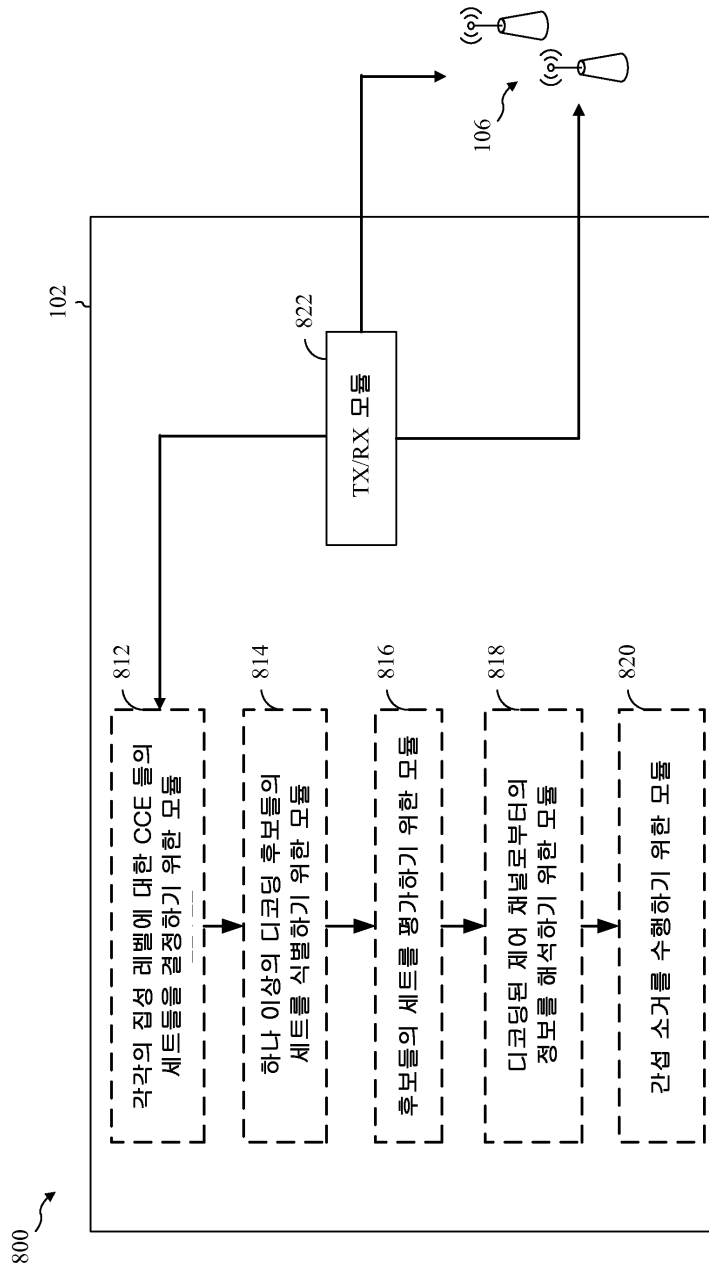 800
102
812
각각의 집성 레벨에 대한 CCE 들의
세트들을 결정하기 위한 모듈
814
하나 이상의 디코딩 후보들의
세트를 식별하기 위한 모듈
816
후보들의 세트를 평가하기 위한 모듈
818
디코딩된 제어 채널로부터의
정보를 해석하기 위한 모듈
820
간섭 소거를 수행하기 위한 모듈
822
TX/RX 모듈
106